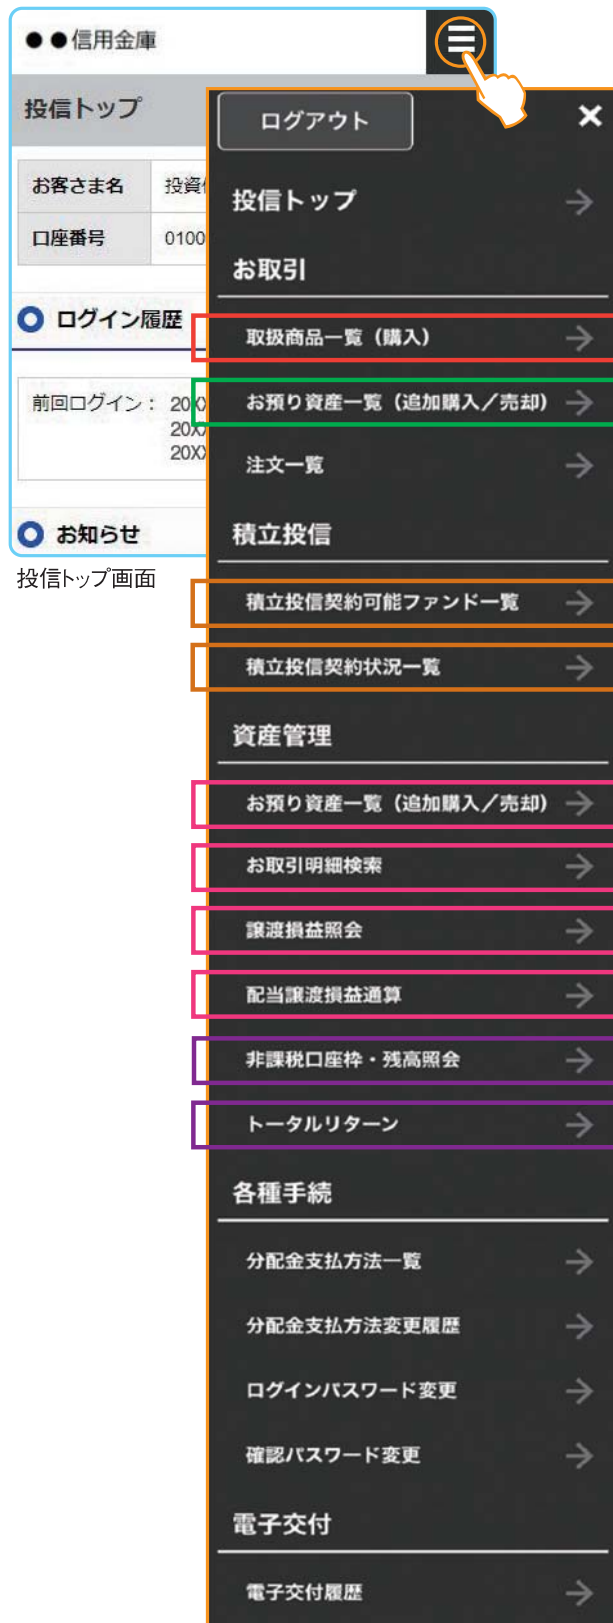 ●●信用金庫
投信トップ
お客さま名 投資
口座番号 0100
ログイン履歴
前回ログイン： 20XX
20XX
20XX
お知らせ
投信トップ画面
ログアウト
投信トップ
お取引
取扱商品一覧（購入）
お預り資産一覧（追加購入／売却）
注文一覧
積立投信
積立投信契約可能ファンド一覧
積立投信契約状況一覧
資産管理
お預り資産一覧（追加購入／売却）
お取引明細検索
譲渡損益照会
配当譲渡損益通算
非課税口座枠・残高照会
トータルリターン
各種手続
分配金支払方法一覧
分配金支払方法変更履歴
ログインパスワード変更
確認パスワード変更
電子交付
電子交付履歴